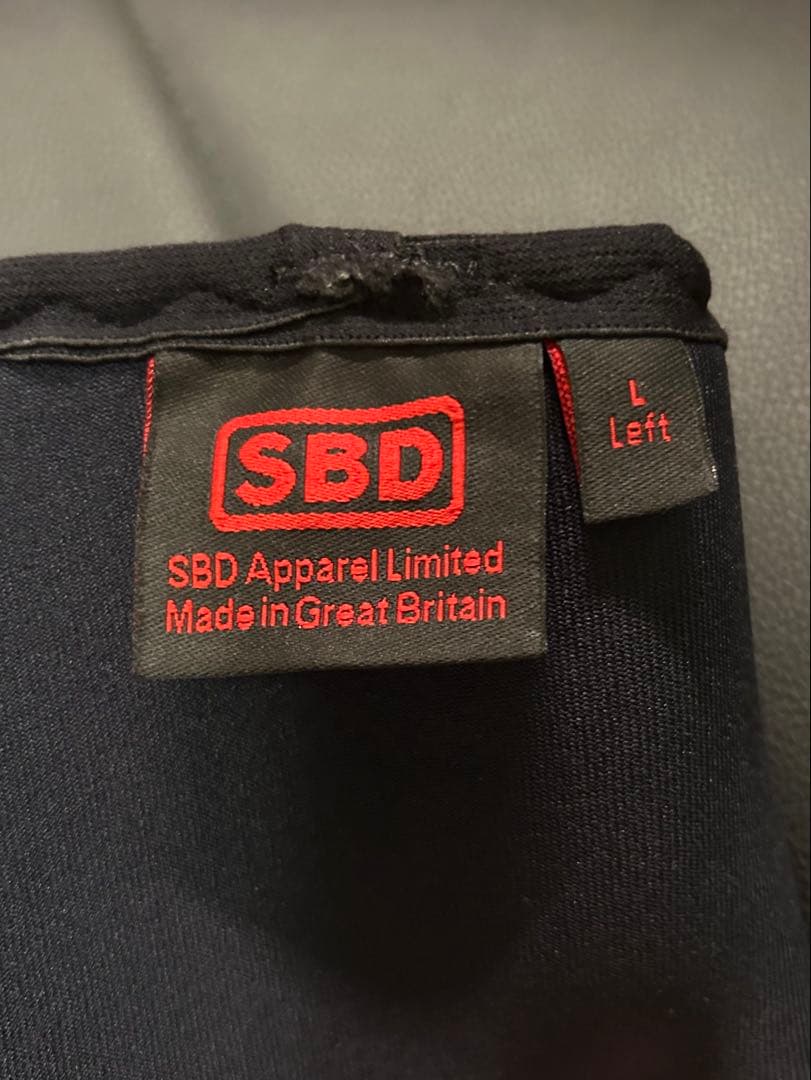 SBD
SBD Apparel Limited
Made in Great Britain
L
Left